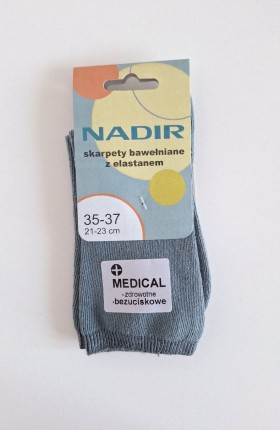 NADIR
skarpety bawełniane
z elastanem
35-37
21-23 cm
MEDICAL
•zdrowotne
•bezuciskowe